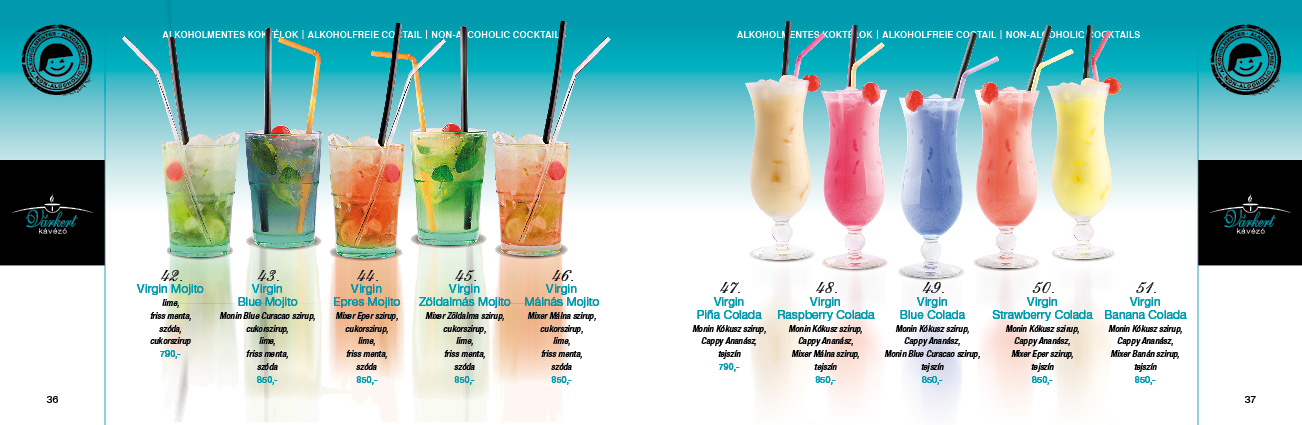 ALKOHOLMENTES KOKTÉLOK | ALKOHOLFREIE COCTAIL | NON-ALCOHOLIC COCKTAILS
Várkert
kávézó
42.
Virgin Mojito
lime,
friss menta,
szóda,
cukorszirup
790,-
43.
Virgin
Blue Mojito
Monin Blue Curacao szirup,
cukorszirup,
lime,
friss menta,
szóda
850,-
44.
Virgin
Epres Mojito
Mixer Eper szirup,
cukorszirup,
lime,
friss menta,
szóda
850,-
45.
Virgin
Zöldalmás Mojito
Mixer Zöldalma szirup,
cukorszirup,
lime,
friss menta,
szóda
850,-
46.
Virgin
Málnás Mojito
Mixer Málna szirup,
cukorszirup,
lime,
friss menta,
szóda
850,-
36
ALKOHOLMENTES KOKTÉLOK | ALKOHOLFREIE COCTAIL | NON-ALCOHOLIC COCKTAILS
47.
Virgin
Piña Colada
Monin Kókusz szirup,
Cappy Ananász,
tejszín
790,-
48.
Virgin
Raspberry Colada
Monin Kókusz szirup,
Cappy Ananász,
Mixer Málna szirup,
tejszín
850,-
49.
Virgin
Blue Colada
Monin Kókusz szirup,
Cappy Ananász,
Monin Blue Curacao szirup,
tejszín
850,-
50.
Virgin
Strawberry Colada
Monin Kókusz szirup,
Cappy Ananász,
Mixer Eper szirup,
tejszín
850,-
51.
Virgin
Banana Colada
Monin Kókusz szirup,
Cappy Ananász,
Mixer Banán szirup,
tejszín
850,-
Várkert
kávézó
37